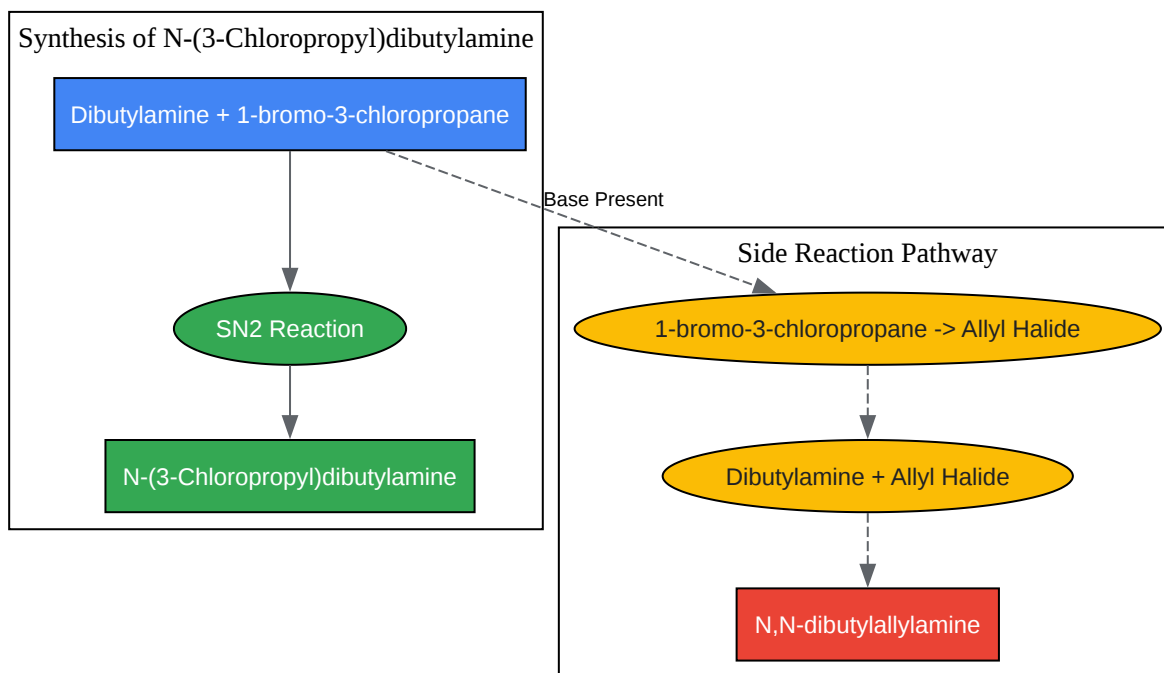 Synthesis of N-(3-Chloropropyl)dibutylamine
Dibutylamine + 1-bromo-3-chloropropane
Base Present
Side Reaction Pathway
SN2 Reaction
1-bromo-3-chloropropane -> Allyl Halide
N-(3-Chloropropyl)dibutylamine
Dibutylamine + Allyl Halide
N,N-dibutylallylamine